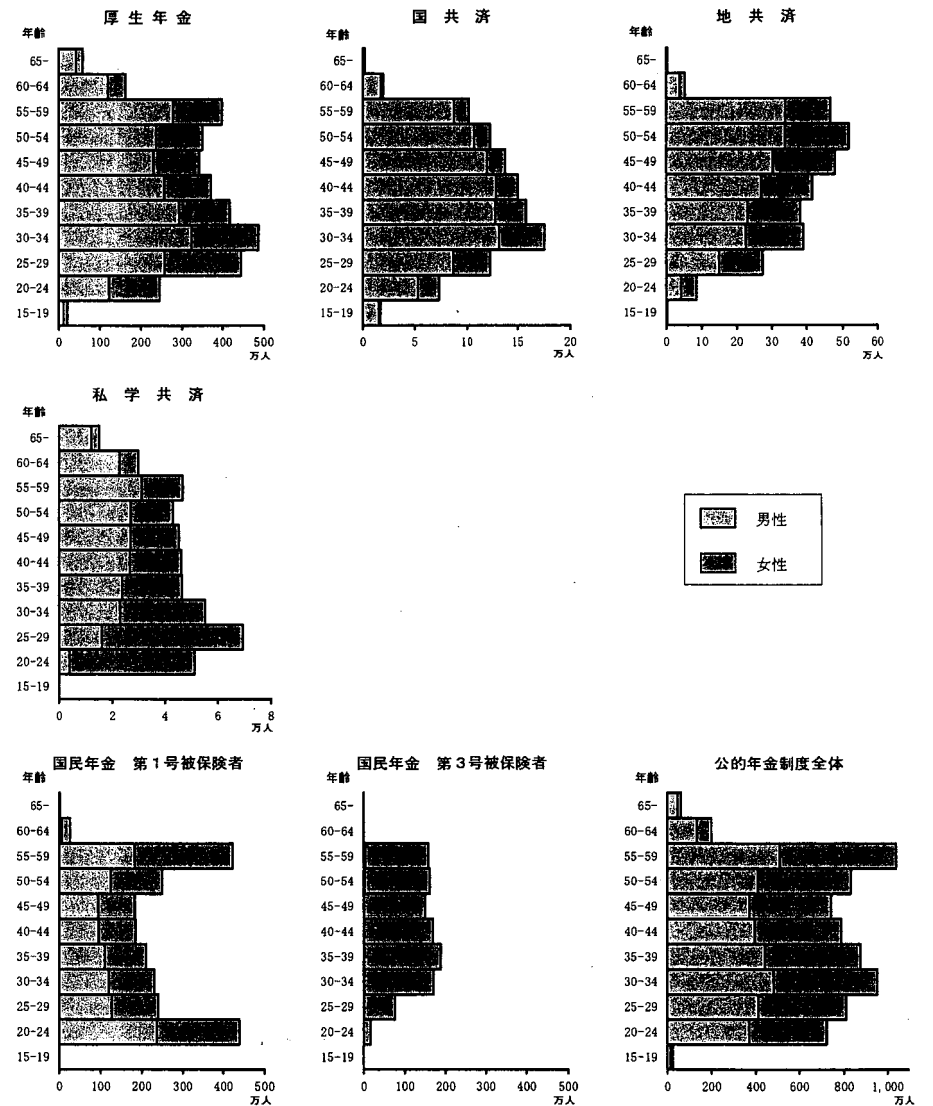 厚生年金
年齢
65-
60-64
55-59
50-54
45-49
40-44
35-39
30-34
25-29
20-24
15-19
0 100 200 300 400 500
万人
国共済
年齢
65-
60-64
55-59
50-54
45-49
40-44
35-39
30-34
25-29
20-24
15-19
0 5 10 15 20
万人
地共済
年齢
65-
60-64
55-59
50-54
45-49
40-44
35-39
30-34
25-29
20-24
15-19
0 10 20 30 40 50 60
万人
私学共済
年齢
65-
60-64
55-59
50-54
45-49
40-44
35-39
30-34
25-29
20-24
15-19
0 2 4 6 8
万人
男性
女性
国民年金 第1号被保険者
年齢
65-
60-64
55-59
50-54
45-49
40-44
35-39
30-34
25-29
20-24
15-19
0 100 200 300 400 500
万人
国民年金 第3号被保険者
年齢
65-
60-64
55-59
50-54
45-49
40-44
35-39
30-34
25-29
20-24
15-19
0 100 200 300 400 500
万人
公的年金制度全体
年齢
65-
60-64
55-59
50-54
45-49
40-44
35-39
30-34
25-29
20-24
15-19
0 200 400 600 800 1,000
万人